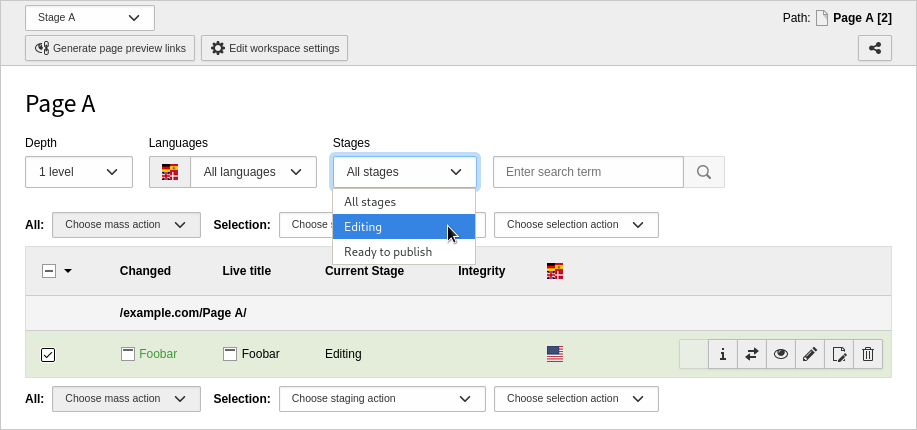 Stage A
Path: Page A [2]
Generate page preview links
Edit workspace settings
Page A
Depth
Languages
Stages
1 level
All languages
All stages
Enter search term
All stages
Editing
Ready to publish
All: Choose mass action
Selection: Choose s
Choose selection action
Changed
Live title
Current Stage
Integrity
/example.com/Page A/
Foobar
Foobar
Editing
All: Choose mass action
Selection: Choose staging action
Choose selection action